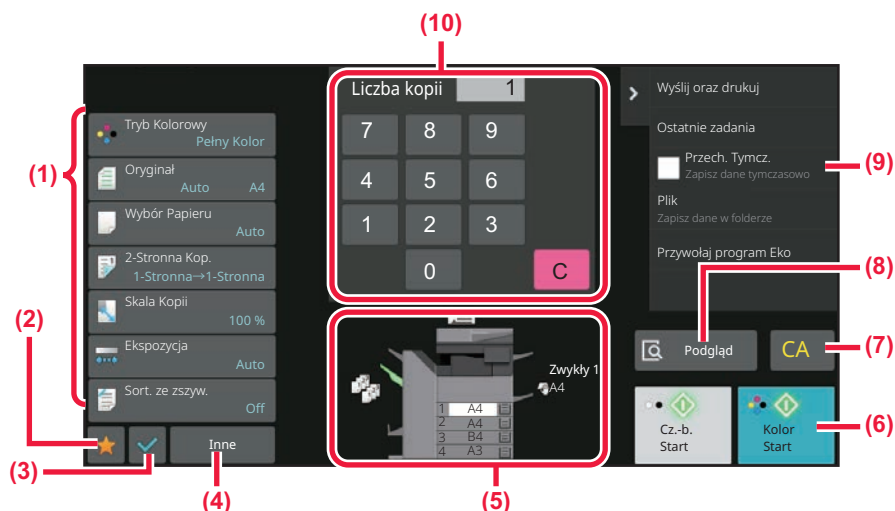 (10)
Liczba kopii 1
7 8 9
4 5 6
1 2 3
0 C
(1)
Tryb Kolorowy
Pełny Kolor
Oryginał
Auto A4
Wybór Papieru
Auto
2-Stronna Kop.
1-Stronna→1-Stronna
Skala Kopii
100 %
Ekspozycja
Auto
Sort. ze zszyw.
Off
(2)
(3)
Inne
(4)
Zwykły 1
A4
1 A4
2 A4
3 B4
4 A3
(5)
Wyślij oraz drukuj
Ostatnie zadania
Przech. Tymcz.
Zapisz dane tymczasowo
(9)
Plik
Zapisz dane w folderze
Przywołaj program Eko
(8)
Podgląd
CA
(7)
Cz.-b.
Start
Kolor
Start
(6)